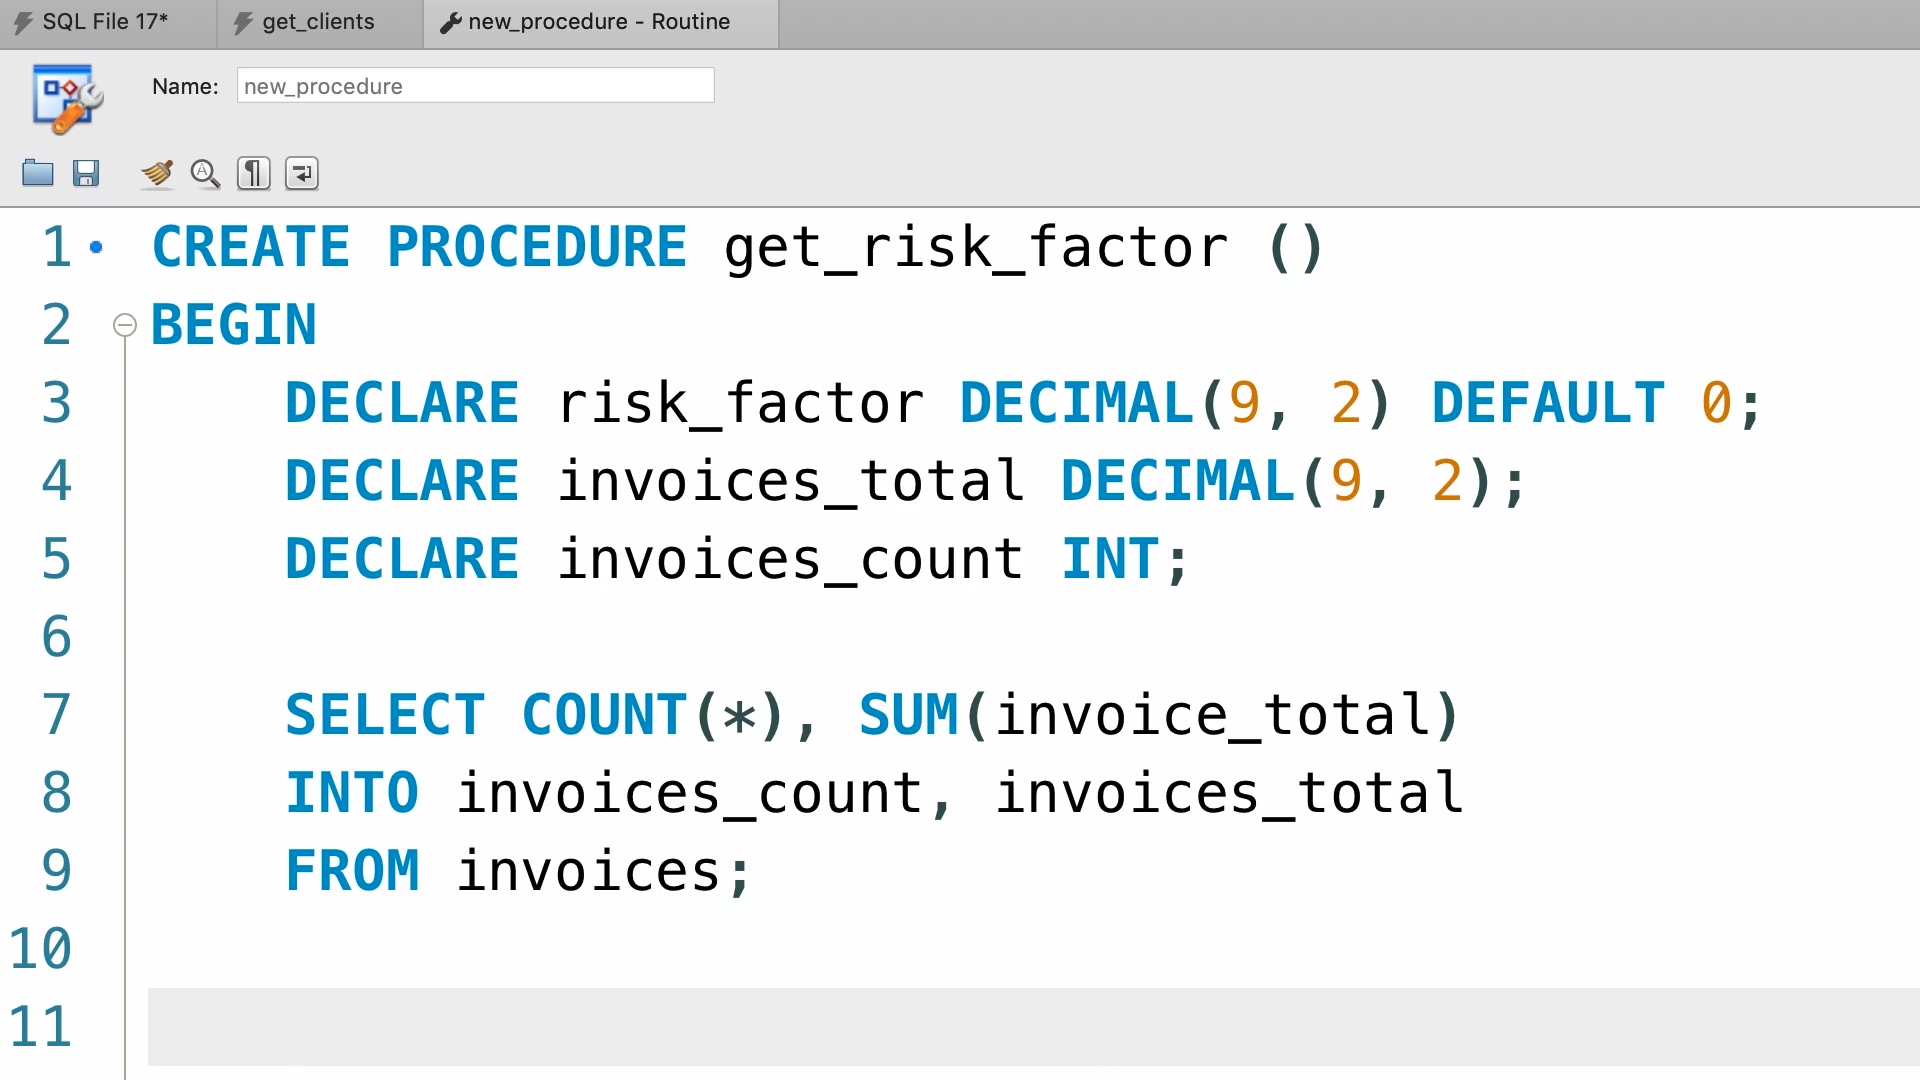 SQL File 17* get_clients new_procedure - Routine
Name: new_procedure
1 CREATE PROCEDURE get_risk_factor ()
2 BEGIN
3 DECLARE risk_factor DECIMAL(9, 2) DEFAULT 0;
4 DECLARE invoices_total DECIMAL(9, 2);
5 DECLARE invoices_count INT;
6
7 SELECT COUNT(*), SUM(invoice_total)
8 INTO invoices_count, invoices_total
9 FROM invoices;
10
11